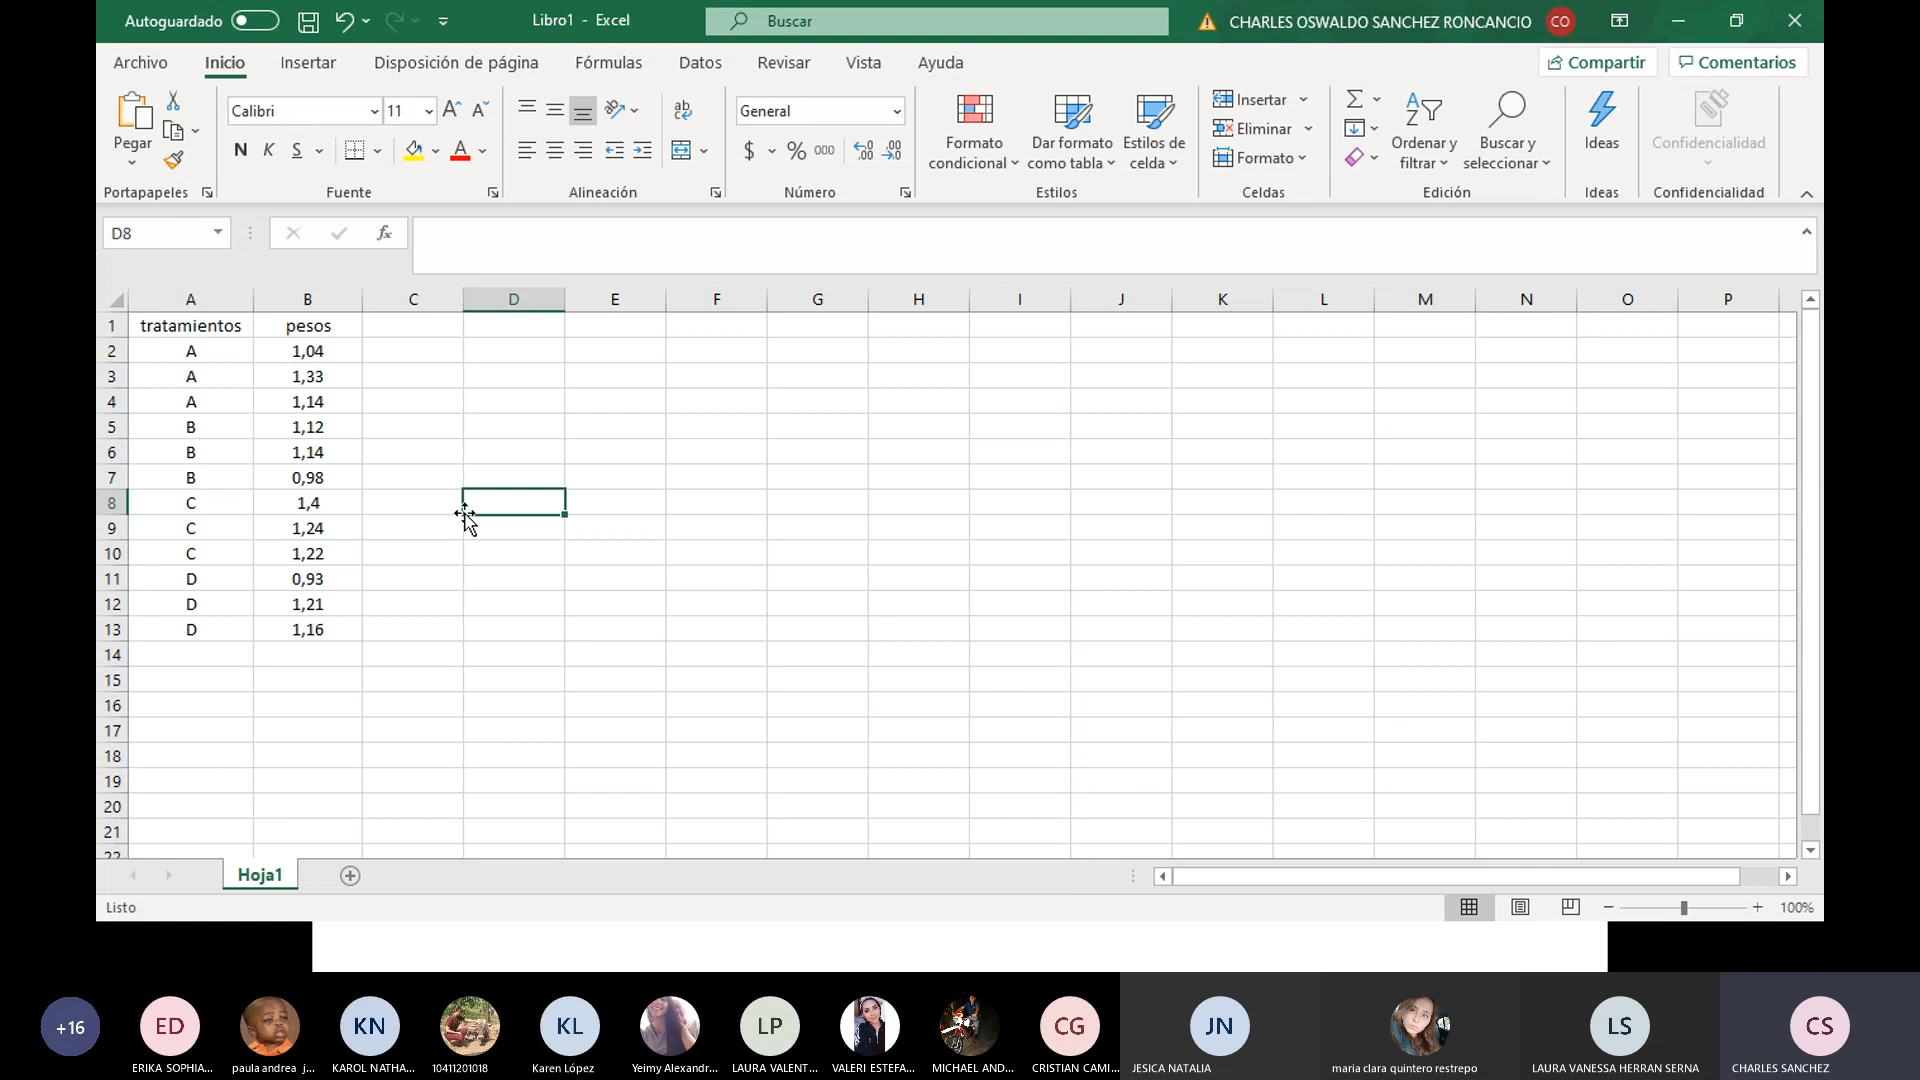 Autoguardado
Libro1 - Excel
Buscar
CHARLES OSWALDO SANCHEZ RONCANCIO CO
Archivo Inicio Insertar Disposición de página Fórmulas Datos Revisar Vista Ayuda
Compartir Comentarios
Pegar
Calibri 11
N K S
General
$ % 000
Formato condicional
Dar formato como tabla
Estilos de celda
Insertar
Eliminar
Formato
Ordenar y filtrar
Buscar y seleccionar
Ideas
Confidencialidad
Portapapeles Fuente Alineación Número Estilos Celdas Edición Ideas Confidencialidad
D8 fx
A B C D E F G H I J K L M N O P
1 tratamientos pesos
2 A 1,04
3 A 1,33
4 A 1,14
5 B 1,12
6 B 1,14
7 B 0,98
8 C 1,4
9 C 1,24
10 C 1,22
11 D 0,93
12 D 1,21
13 D 1,16
14
15
16
17
18
19
20
21
22
Hoja1
Listo
100%
+16 ED KN KL LP CG JN LS CS
ERIKA SOPHIA... paula andrea j... KAROL NATHA... 10411201018 Karen López Yeimy Alexandr... LAURA VALENT... VALERI ESTEFA... MICHAEL AND... CRISTIAN CAMI... JESICA NATALIA maria clara quintero restrepo LAURA VANESSA HERRAN SERNA CHARLES SANCHEZ